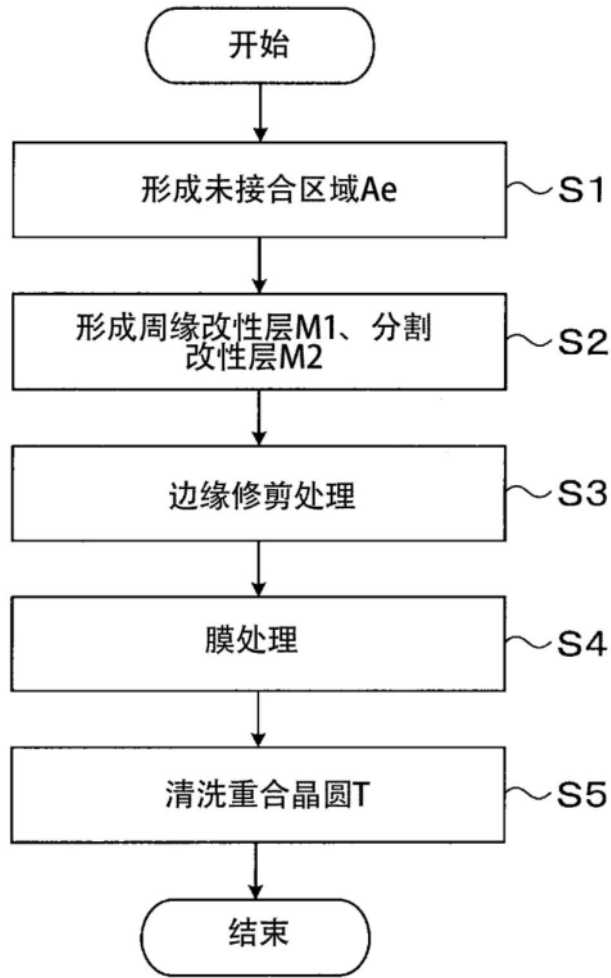 开始
形成未接合区域Ae
S1
形成周缘改性层M1、分割
改性层M2
S2
边缘修剪处理
S3
膜处理
S4
清洗重合晶圆T
S5
结束